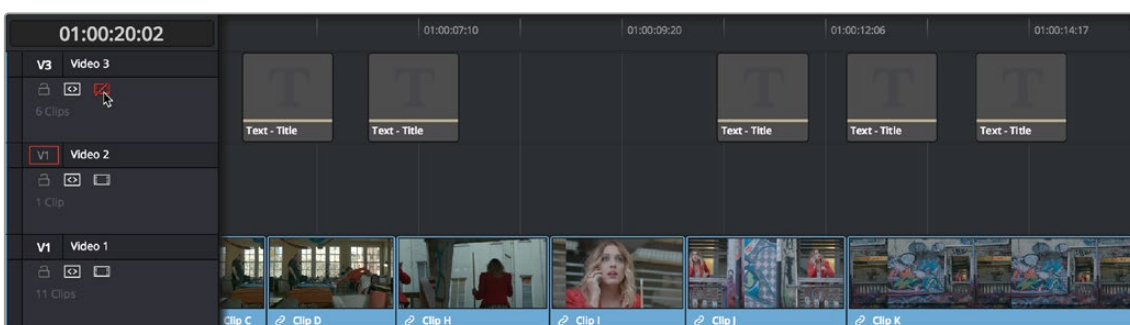 01:00:20:02
01:00:07:10
01:00:09:20
01:00:12:06
01:00:14:17
V3 Video 3
6 Clips
T T T T T
Text - Title Text - Title Text - Title Text - Title Text - Title
V1 Video 2
1 Clip
V1 Video 1
11 Clips
Clip C Clip D Clip H Clip I Clip J Clip K